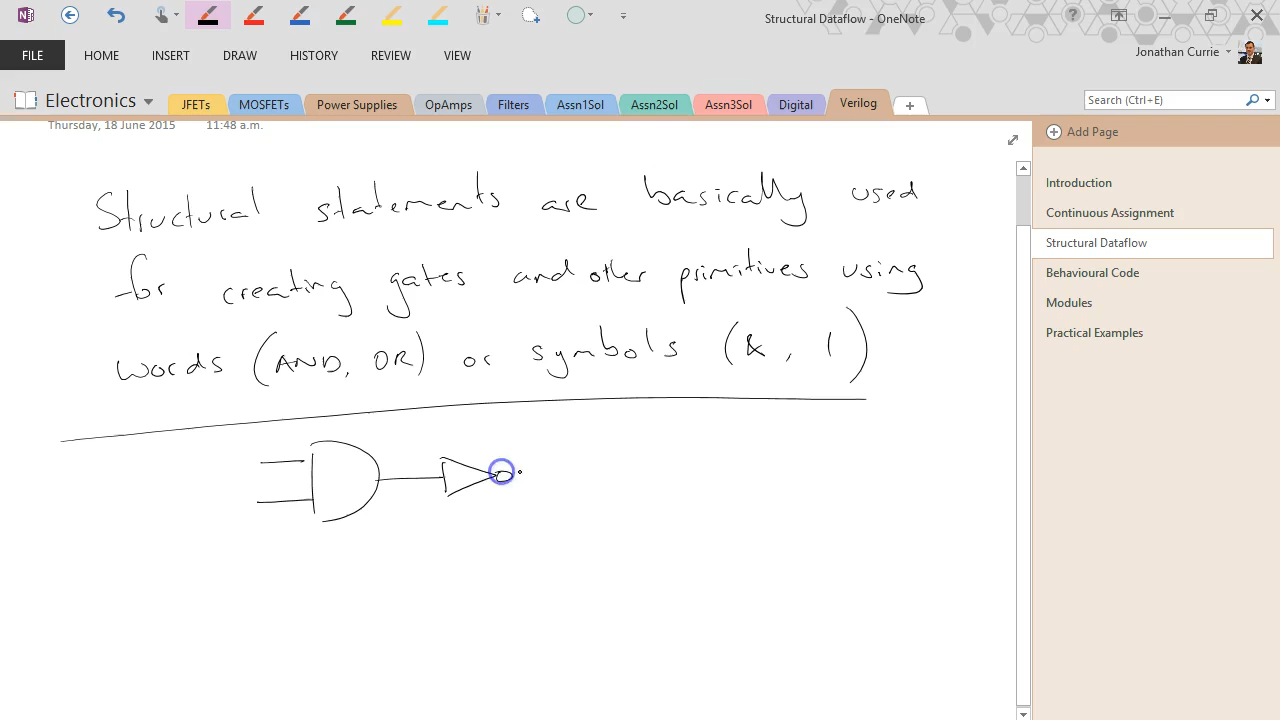 Structural Dataflow - OneNote
?
Jonathan Currie
FILE HOME INSERT DRAW HISTORY REVIEW VIEW
Electronics JFETs MOSFETs Power Supplies OpAmps Filters Assn1Sol Assn2Sol Assn3Sol Digital Verilog +
Search (Ctrl+E)
Thursday, 18 June 2015 11:48 a.m.
Structural statements are basically used
for creating gates and other primitives using
words (AND, OR) or symbols (&, |)
Add Page
Introduction
Continuous Assignment
Structural Dataflow
Behavioural Code
Modules
Practical Examples